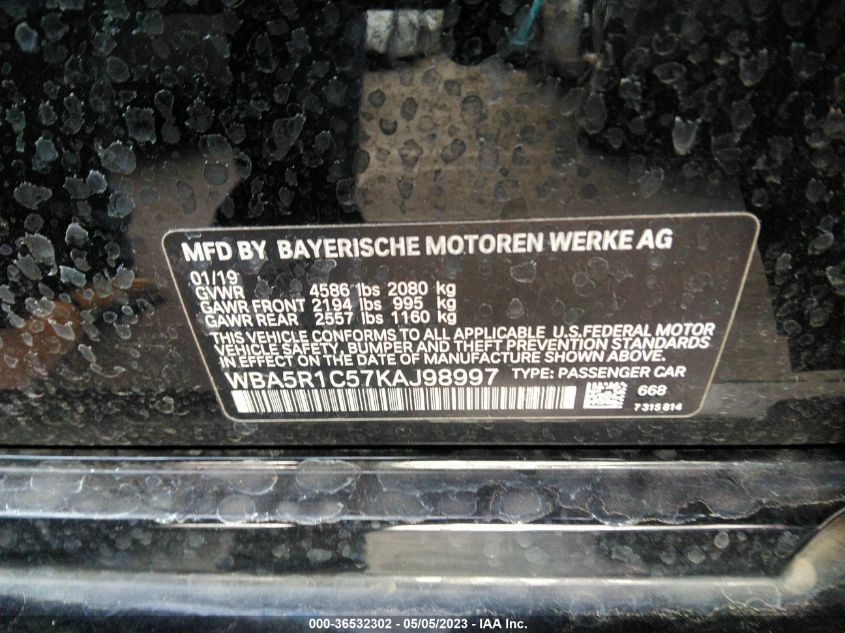 MFD BY BAYERISCHE MOTOREN WERKE AG
01/19
GVWR 4586 lbs 2080 kg
GAWR FRONT 2194 lbs 995 kg
GAWR REAR 2557 lbs 1160 kg
THIS VEHICLE CONFORMS TO ALL APPLICABLE U.S.FEDERAL MOTOR
VEHICLE SAFETY, BUMPER AND THEFT PREVENTION STANDARDS
IN EFFECT ON THE DATE OF MANUFACTURE SHOWN ABOVE.
WBA5R1C57KAJ98997 TYPE: PASSENGER CAR
668
7315814
000-36532302 - 05/05/2023 - IAA Inc.